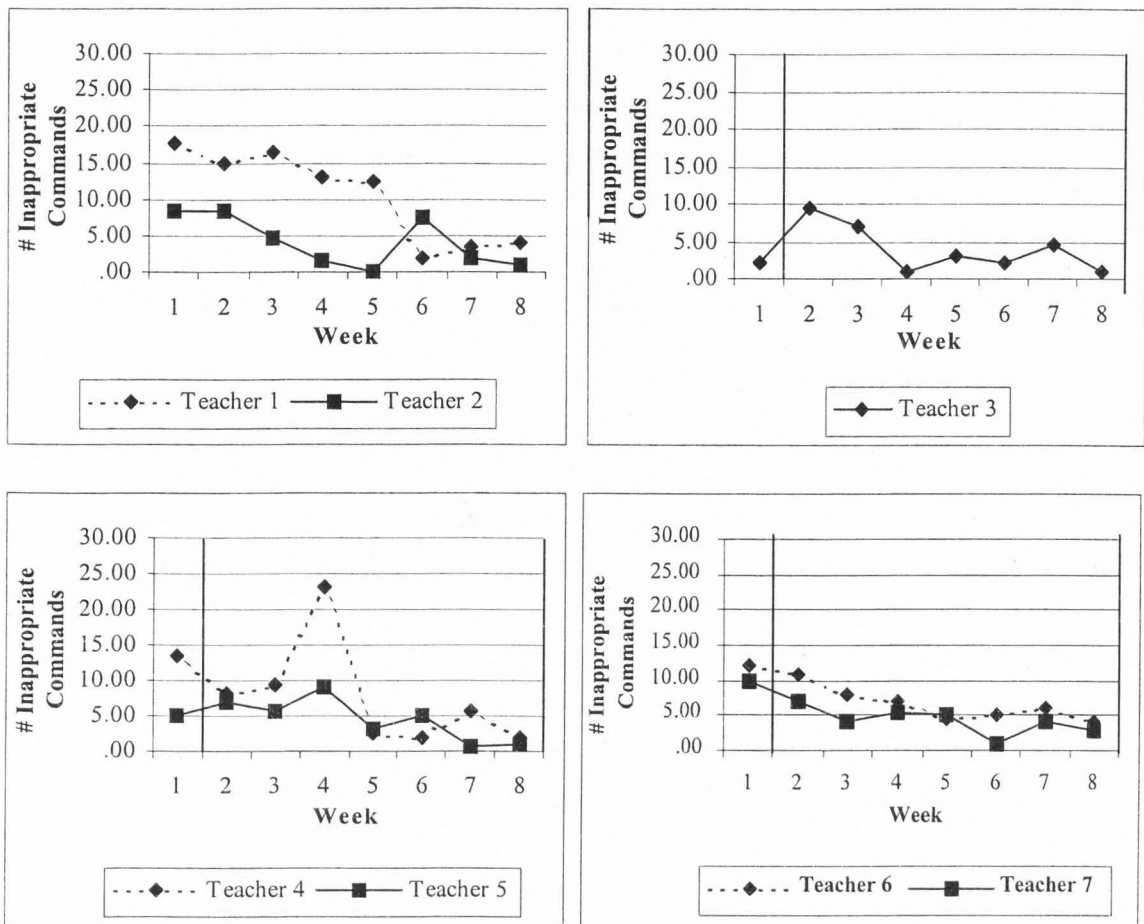 # Inappropriate
Commands
30.00
25.00
20.00
15.00
10.00
5.00
.00
1 2 3 4 5 6 7 8
Week
Teacher 1 Teacher 2
# Inappropriate
Commands
30.00
25.00
20.00
15.00
10.00
5.00
.00
1 2 3 4 5 6 7 8
Week
Teacher 3
# Inappropriate
Commands
30.00
25.00
20.00
15.00
10.00
5.00
.00
1 2 3 4 5 6 7 8
Week
Teacher 4 Teacher 5
# Inappropriate
Commands
30.00
25.00
20.00
15.00
10.00
5.00
.00
1 2 3 4 5 6 7 8
Week
Teacher 6 Teacher 7